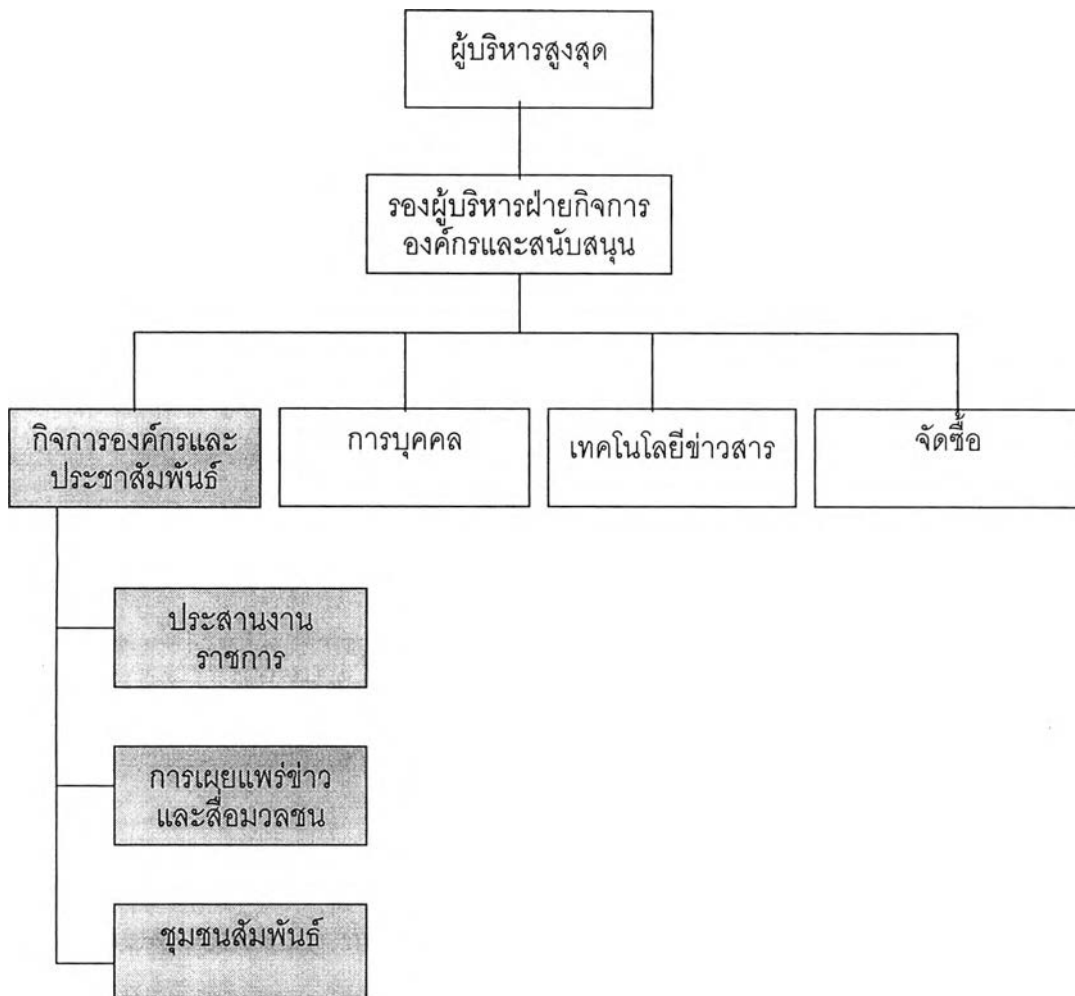 ผู้บริหารสูงสุด
รองผู้บริหารฝ่ายกิจการ
องค์กรและสนับสนุน
กิจการองค์กรและ
ประชาสัมพันธ์
การบุคคล
เทคโนโลยีข่าวสาร
จัดซื้อ
ประสานงาน
ราชการ
การเผยแพร่ข่าว
และสื่อมวลชน
ชุมชนสัมพันธ์